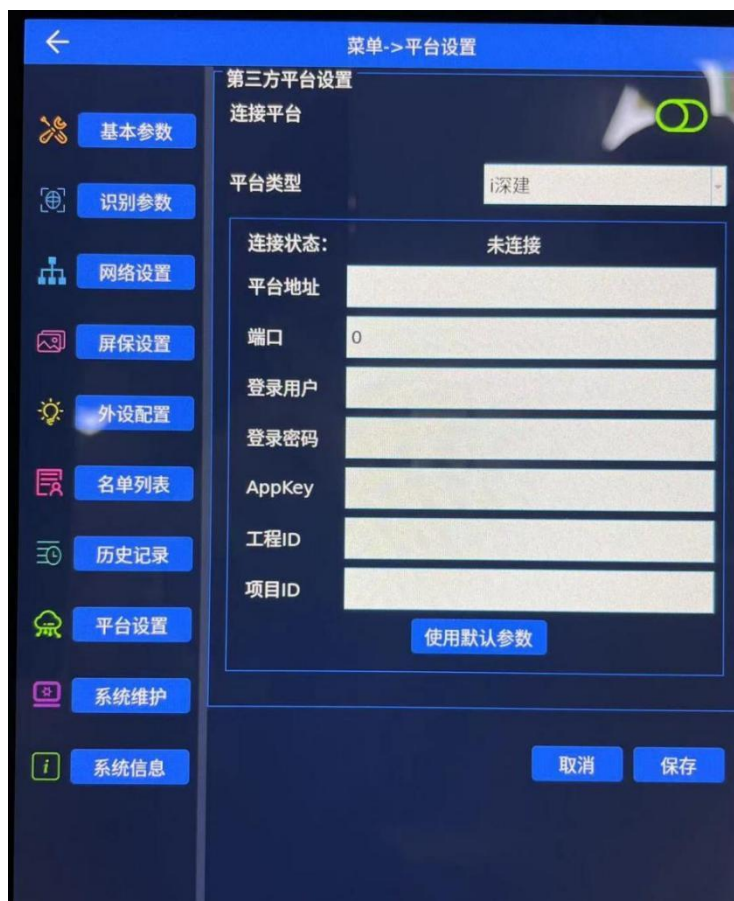 菜单->平台设置
第三方平台设置
连接平台
基本参数
平台类型
i深建
识别参数
连接状态：
未连接
网络设置
平台地址
屏保设置
端口
0
登录用户
外设配置
登录密码
名单列表
AppKey
工程ID
历史记录
项目ID
平台设置
使用默认参数
系统维护
系统信息
i
取消
保存